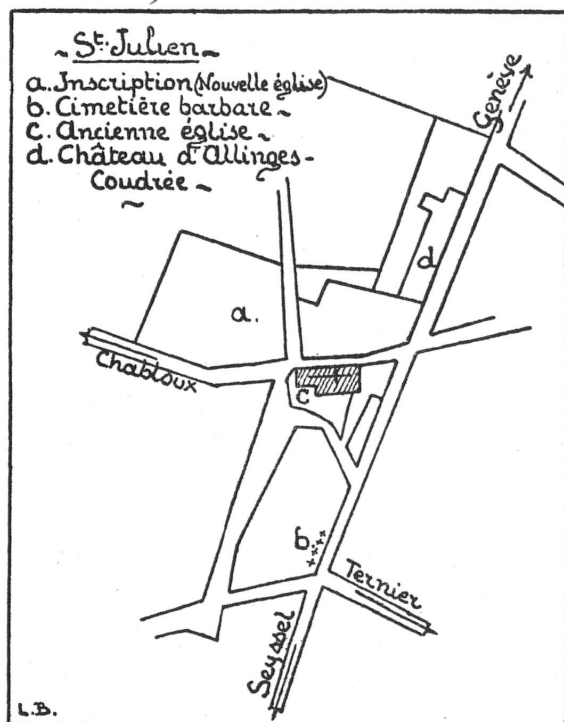 St Julien
a. Inscription (Nouvelle église)
b. Cimetière barbare
c. Ancienne église
d. Château d'Allinges-
Coudrée
Genève
d
a.
Chabloux
c
b.
Ternier
Seyssel
L.B.